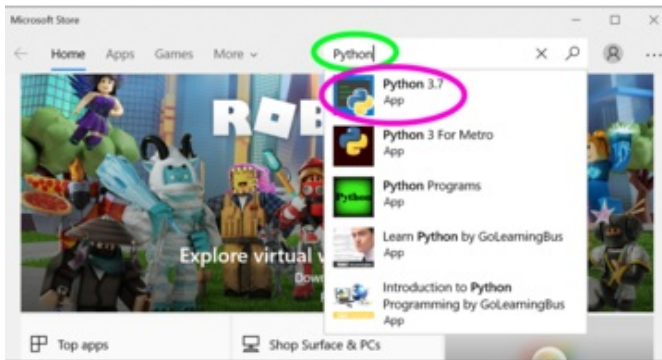 Microsoft Store
Home Apps Games More
Python
Python 3.7
App
Python 3 For Metro
App
Python Programs
App
Learn Python by GoLearningBus
App
Introduction to Python
Programming by GoLearningBus
App
ROB
Explore virtual
Top apps
Shop Surface & PCs